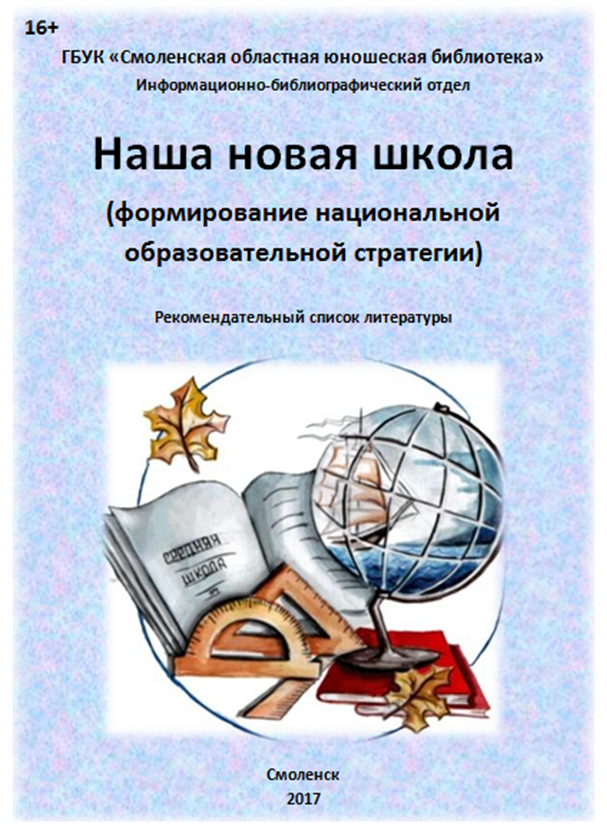 16+
ГБУК «Смоленская областная юношеская библиотека»
Информационно-библиографический отдел
Наша новая школа
(формирование национальной
образовательной стратегии)
Рекомендательный список литературы
СРЕДНЯЯ
ШКОЛА
Смоленск
2017